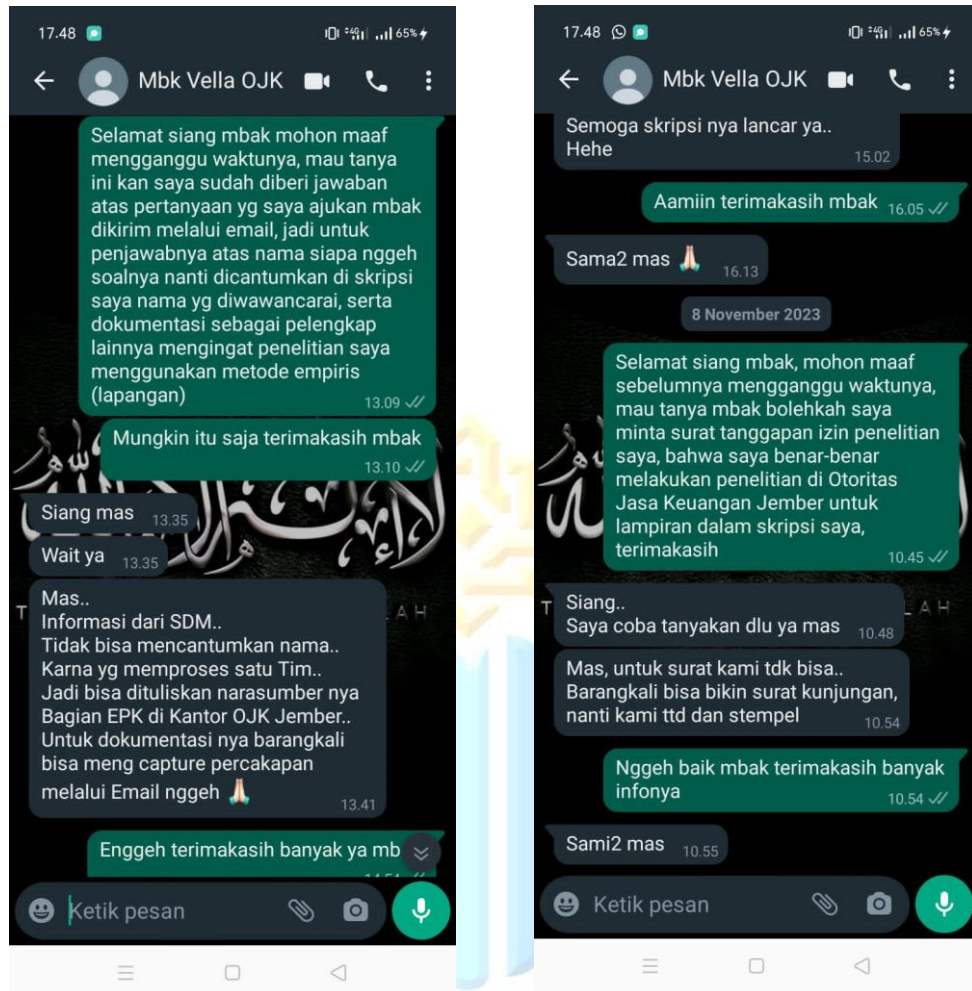 17.48
65%
Mbk Vella OJK
Selamat siang mbak mohon maaf
mengganggu waktunya, mau tanya
ini kan saya sudah diberi jawaban
atas pertanyaan yg saya ajukan mbak
dikirim melalui email, jadi untuk
penjawabnya atas nama siapa nggeh
soalnya nanti dicantumkan di skripsi
saya nama yg diwawancarai, serta
dokumentasi sebagai pelengkap
lainnya mengingat penelitian saya
menggunakan metode empiris
(lapangan)
13.09
Mungkin itu saja terimakasih mbak
13.10
Siang mas 13.35
Wait ya 13.35
Mas..
Informasi dari SDM..
Tidak bisa mencantumkan nama..
Karna yg memproses satu Tim..
Jadi bisa dituliskan narasumber nya
Bagian EPK di Kantor OJK Jember..
Untuk dokumentasi nya barangkali
bisa meng capture percakapan
melalui Email nggeh 🙏🏻
13.41
Enggeh terimakasih banyak ya mb
Ketik pesan
17.48
65%
Mbk Vella OJK
Semoga skripsi nya lancar ya..
Hehe
15.02
Aamiin terimakasih mbak 16.05
Sama2 mas 🙏🏻 16.13
8 November 2023
Selamat siang mbak, mohon maaf
sebelumnya mengganggu waktunya,
mau tanya mbak bolehkah saya
minta surat tanggapan izin penelitian
saya, bahwa saya benar-benar
melakukan penelitian di Otoritas
Jasa Keuangan Jember untuk
lampiran dalam skripsi saya,
terimakasih
10.45
Siang..
Saya coba tanyakan dlu ya mas 10.48
Mas, untuk surat kami tdk bisa..
Barangkali bisa bikin surat kunjungan,
nanti kami ttd dan stempel
10.54
Nggeh baik mbak terimakasih banyak
infonya
10.54
Sami2 mas 10.55
Ketik pesan